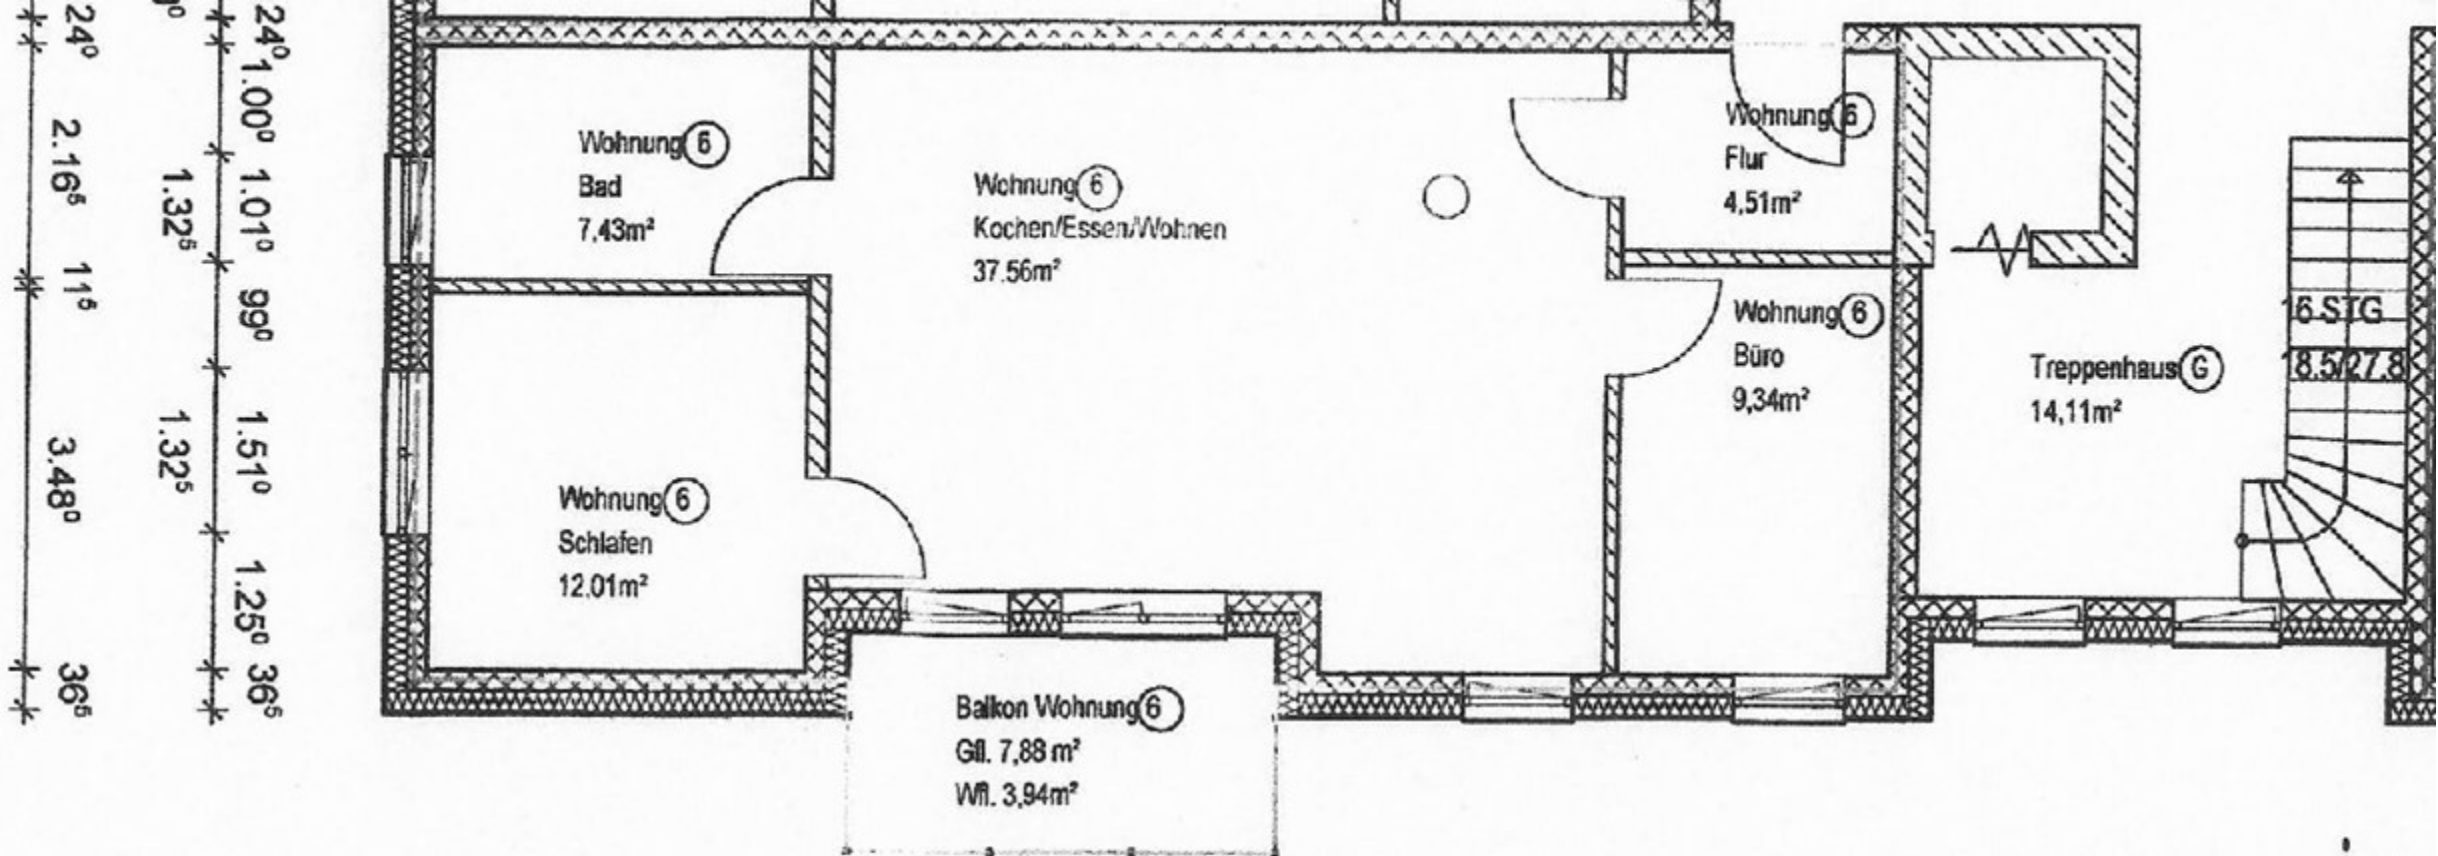 24⁰
2.16⁵
11⁵
3.48⁰
36⁵
1.32⁵
1.32⁵
24⁰
1.00⁰
1.01⁰
99⁰
1.51⁰
1.25⁰
36⁵
Wohnung 6
Bad
7,43m²
Wohnung 6
Kochen/Essen/Wohnen
37.56m²
Wohnung 6
Flur
4,51m²
Wohnung 6
Büro
9,34m²
Treppenhaus G
14,11m²
16 STG
18.5/27.8
Wohnung 6
Schlafen
12.01m²
Balkon Wohnung 6
Gfl. 7,88 m²
Wfl. 3,94m²